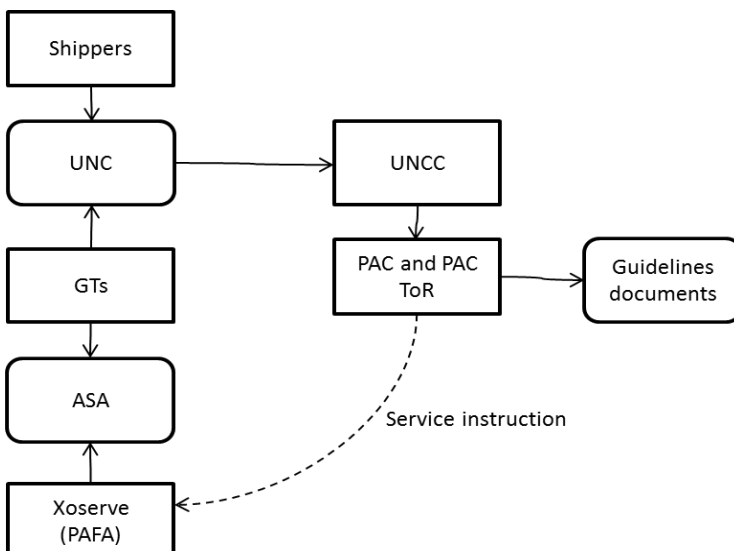 Shippers
UNC
UNCC
GTs
PAC and PAC
ToR
Guidelines
documents
ASA
Service instruction
Xoserve
(PAFA)